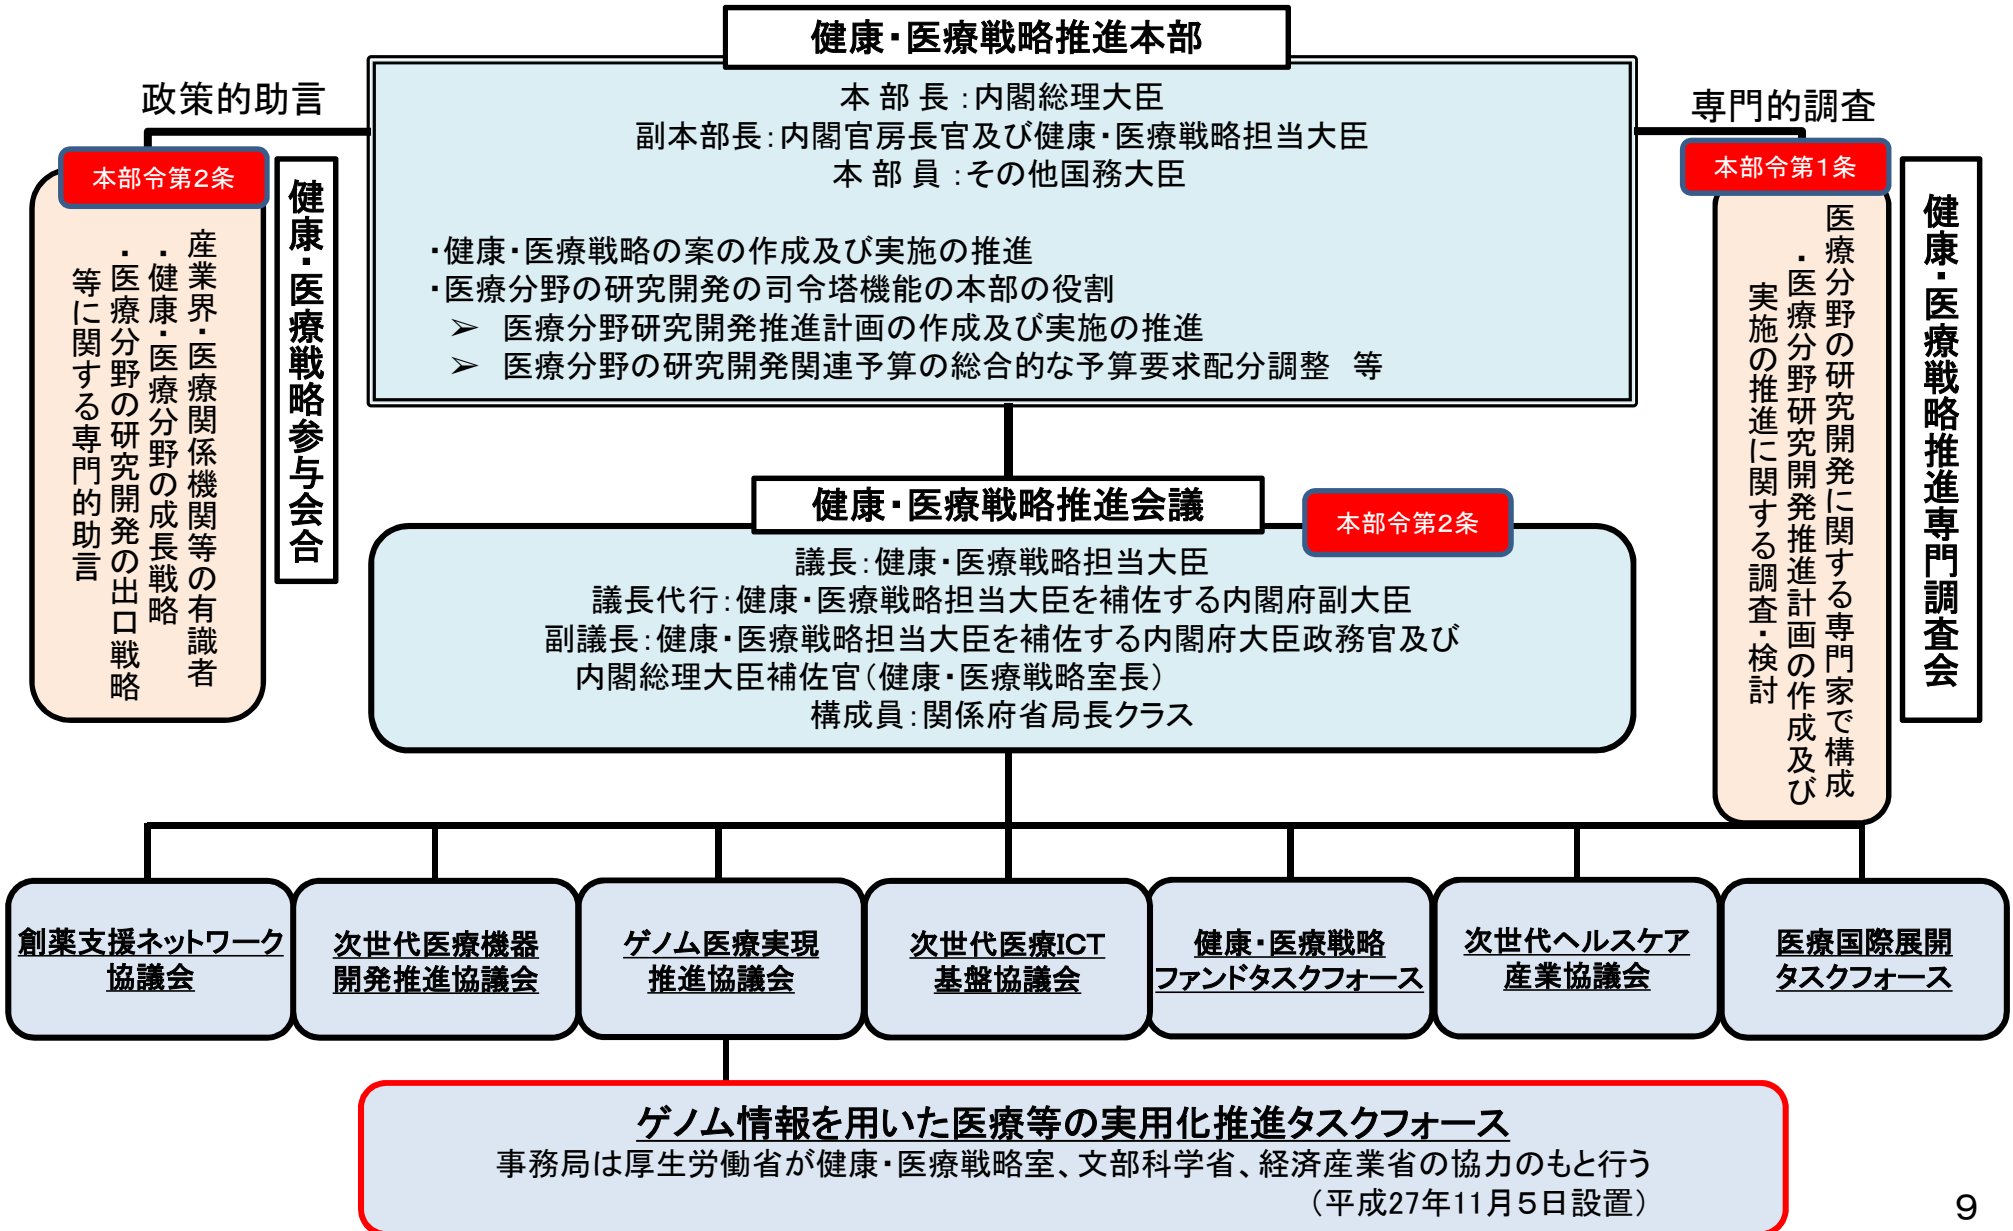 健康・医療戦略推進本部
本 部 長 ：内閣総理大臣
副本部長：内閣官房長官及び健康・医療戦略担当大臣
本 部 員 ：その他国務大臣
・健康・医療戦略の案の作成及び実施の推進
・医療分野の研究開発の司令塔機能の本部の役割
➢ 医療分野研究開発推進計画の作成及び実施の推進
➢ 医療分野の研究開発関連予算の総合的な予算要求配分調整　等
政策的助言
本部令第２条
健康・医療戦略参与会合
産業界・医療関係機関等の有識者
・健康・医療分野の成長戦略
・医療分野の研究開発の出口戦略
等に関する専門的助言
専門的調査
本部令第１条
健康・医療戦略推進専門調査会
医療分野の研究開発に関する専門家で構成
・医療分野研究開発推進計画の作成及び
実施の推進に関する調査・検討
健康・医療戦略推進会議
本部令第２条
議長：健康・医療戦略担当大臣
議長代行：健康・医療戦略担当大臣を補佐する内閣府副大臣
副議長：健康・医療戦略担当大臣を補佐する内閣府大臣政務官及び
内閣総理大臣補佐官（健康・医療戦略室長）
構成員：関係府省局長クラス
創薬支援ネットワーク
協議会
次世代医療機器
開発推進協議会
ゲノム医療実現
推進協議会
次世代医療ICT
基盤協議会
健康・医療戦略
ファンドタスクフォース
次世代ヘルスケア
産業協議会
医療国際展開
タスクフォース
ゲノム情報を用いた医療等の実用化推進タスクフォース
事務局は厚生労働省が健康・医療戦略室、文部科学省、経済産業省の協力のもと行う
（平成27年11月５日設置）
9